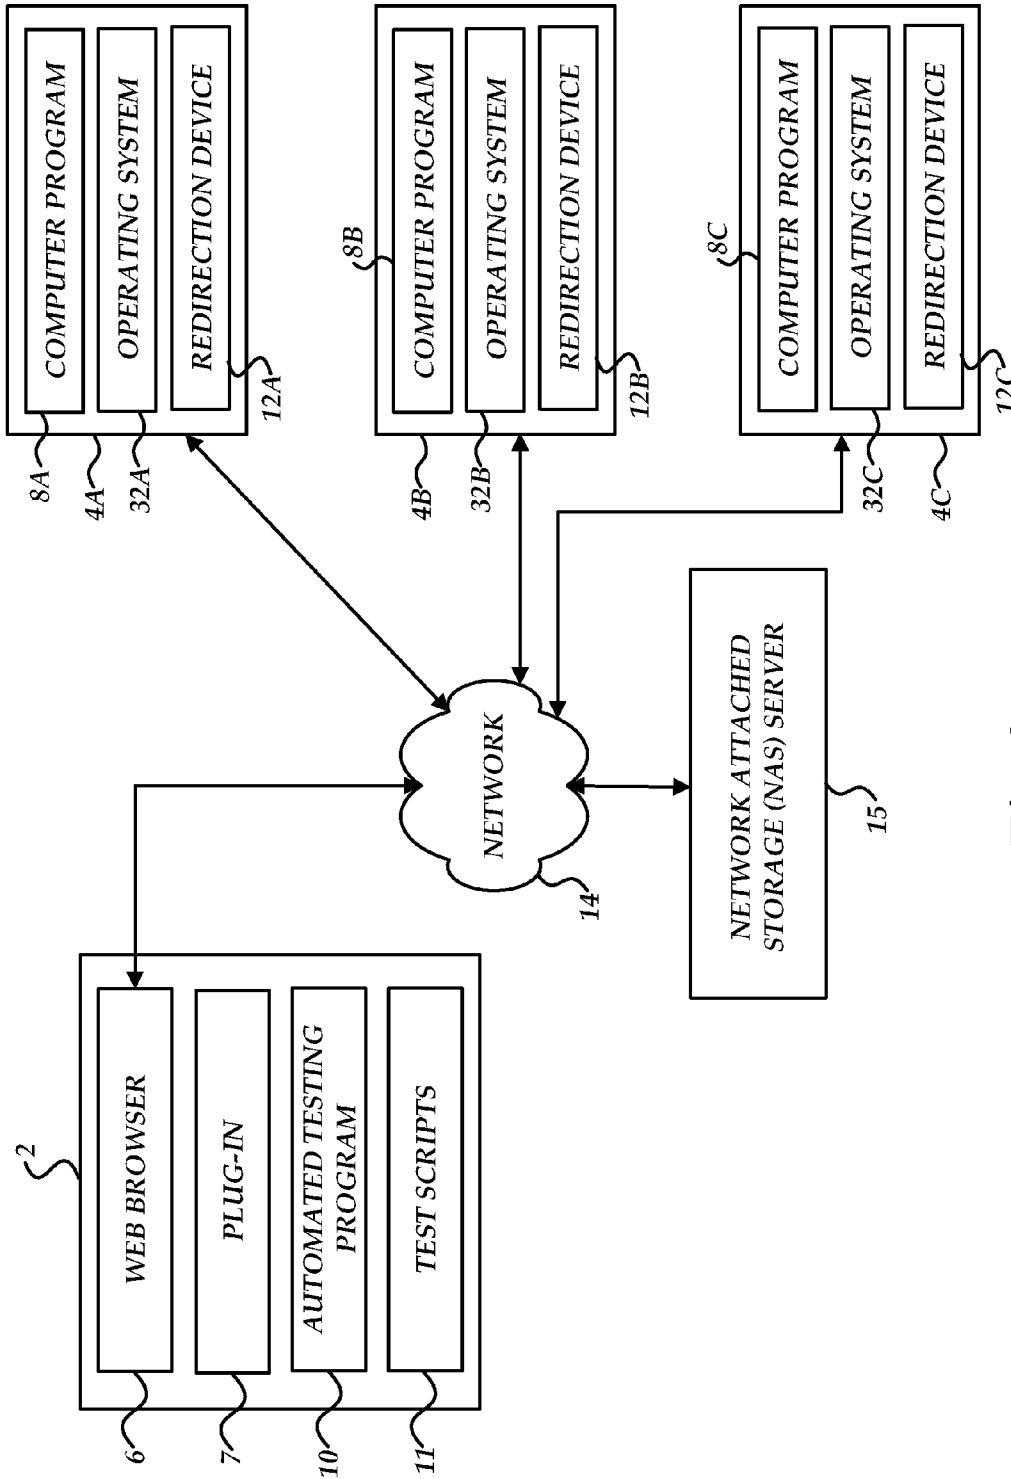 2
WEB BROWSER
6
PLUG-IN
7
AUTOMATED TESTING
PROGRAM
10
TEST SCRIPTS
11
NETWORK
14
NETWORK ATTACHED
STORAGE (NAS) SERVER
15
COMPUTER PROGRAM
8A
4A
OPERATING SYSTEM
32A
REDIRECTION DEVICE
12A
8B
COMPUTER PROGRAM
4B
OPERATING SYSTEM
32B
REDIRECTION DEVICE
12B
8C
COMPUTER PROGRAM
OPERATING SYSTEM
32C
REDIRECTION DEVICE
4C
12C